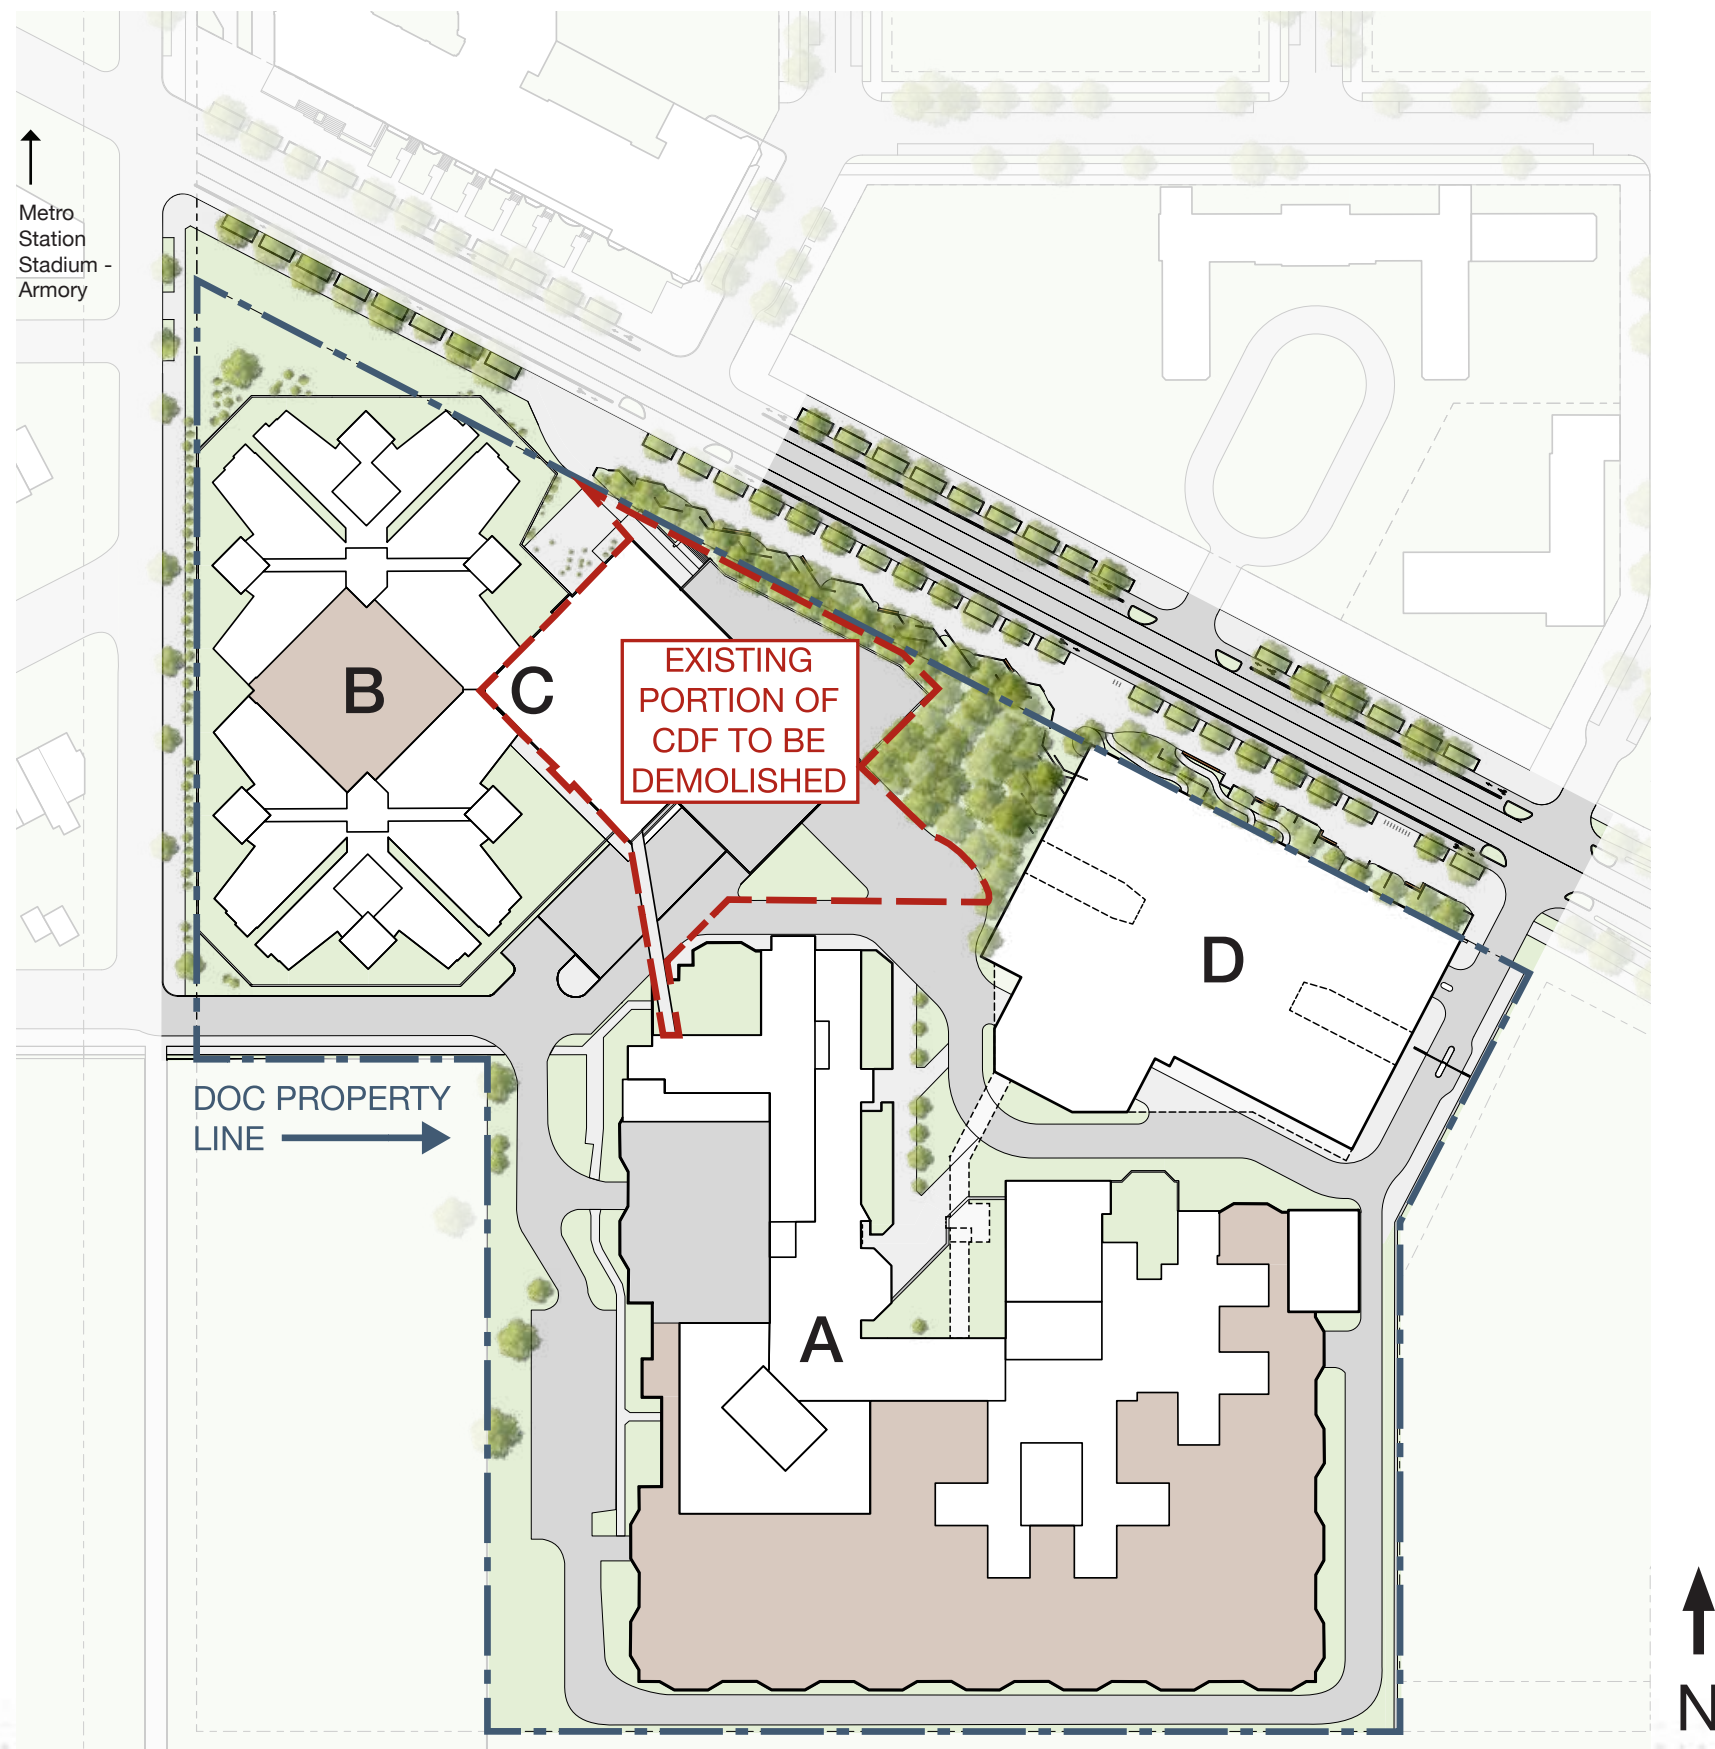 Metro
Station
Stadium -
Armory
B
C
EXISTING
PORTION OF
CDF TO BE
DEMOLISHED
D
DOC PROPERTY
LINE
A
N